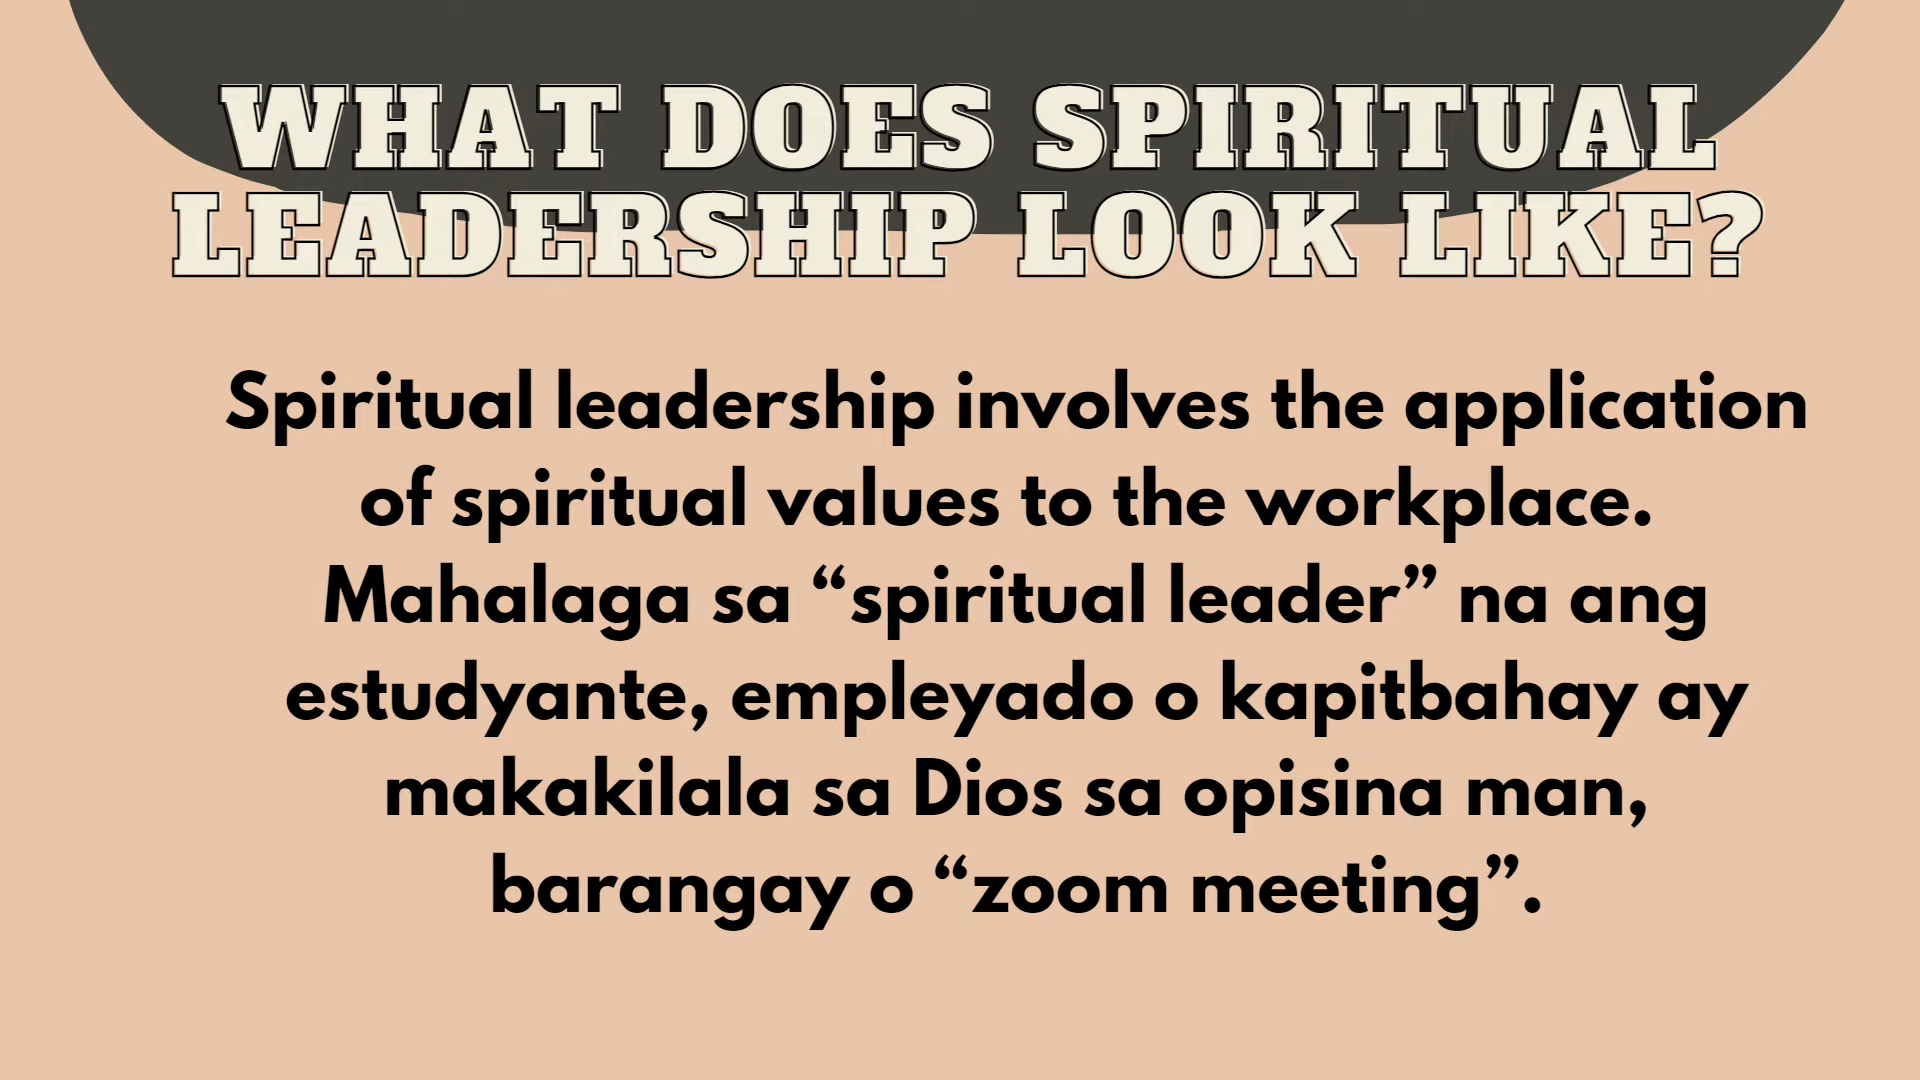 WHAT DOES SPIRITUAL
LEADERSHIP LOOK LIKE?
Spiritual leadership involves the application
of spiritual values to the workplace.
Mahalaga sa “spiritual leader” na ang
estudyante, empleyado o kapitbahay ay
makakilala sa Dios sa opisina man,
barangay o “zoom meeting”.